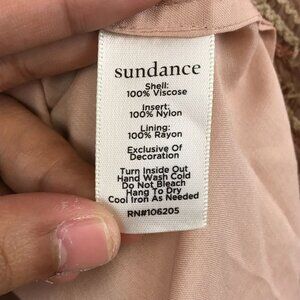 sundance
Shell:
100% Viscose
Insert:
100% Nylon
Lining:
100% Rayon
Exclusive Of
Decoration
Turn Inside Out
Hand Wash Cold
Do Not Bleach
Hang To Dry
Cool Iron As Needed
RN#106205